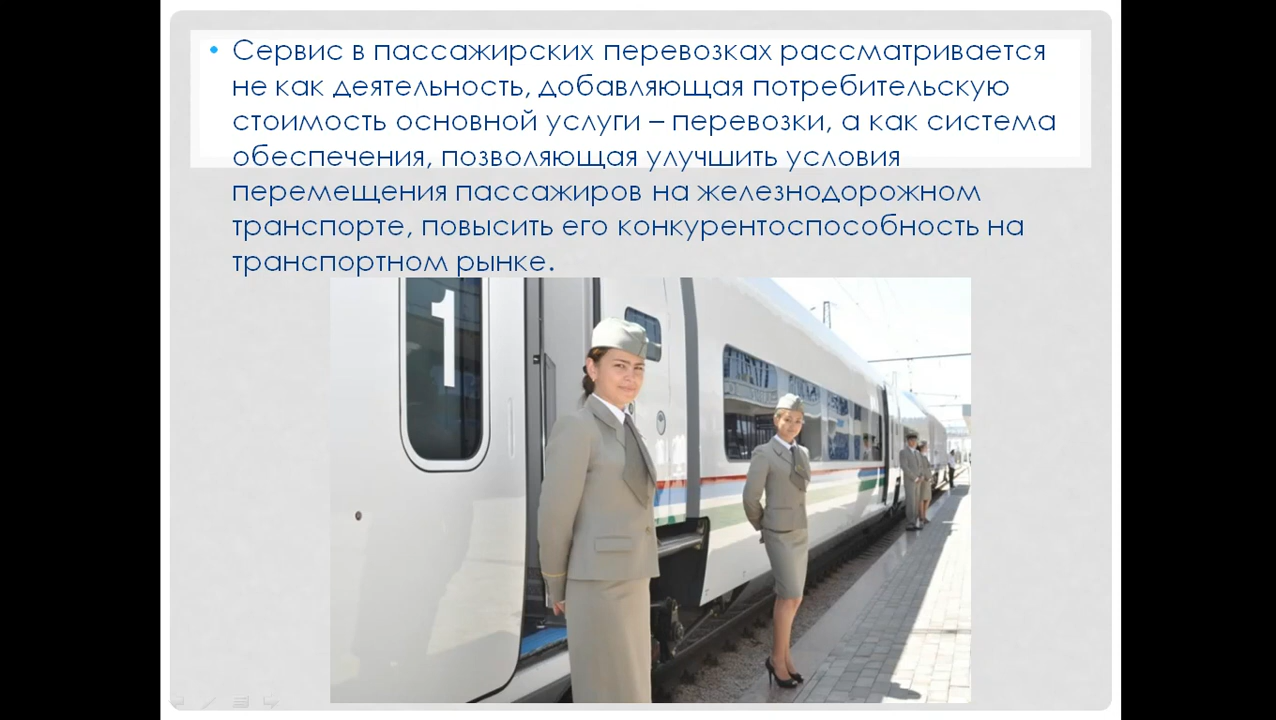 • Сервис в пассажирских перевозках рассматривается
не как деятельность, добавляющая потребительскую
стоимость основной услуги – перевозки, а как система
обеспечения, позволяющая улучшить условия
перемещения пассажиров на железнодорожном
транспорте, повысить его конкурентоспособность на
транспортном рынке.
1